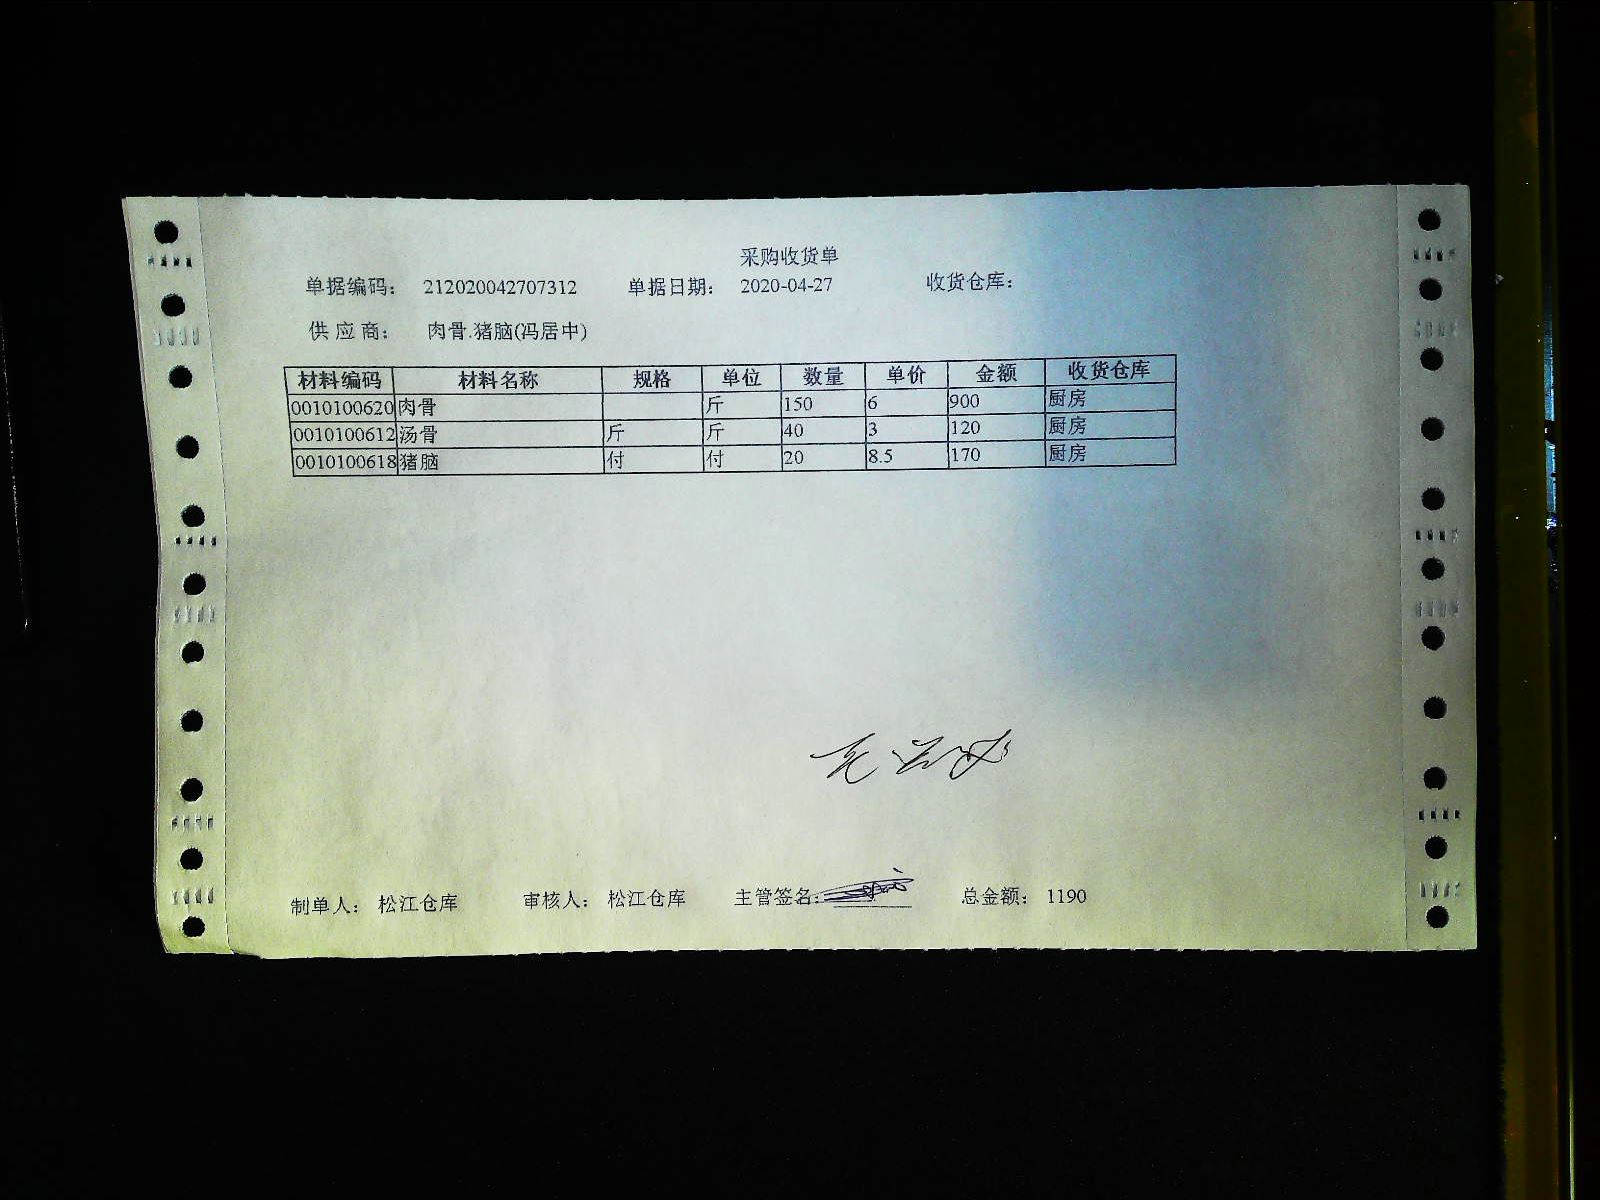 采购收货单
单据编码： 212020042707312 单据日期： 2020-04-27 收货仓库：
供 应 商： 肉骨.猪脑(冯居中)
材料编码 材料名称 规格 单位 数量 单价 金额 收货仓库
0010100620 肉骨 斤 150 6 900 厨房
0010100612 汤骨 斤 斤 40 3 120 厨房
0010100618 猪脑 付 付 20 8.5 170 厨房
制单人： 松江仓库 审核人： 松江仓库 主管签名： 总金额： 1190